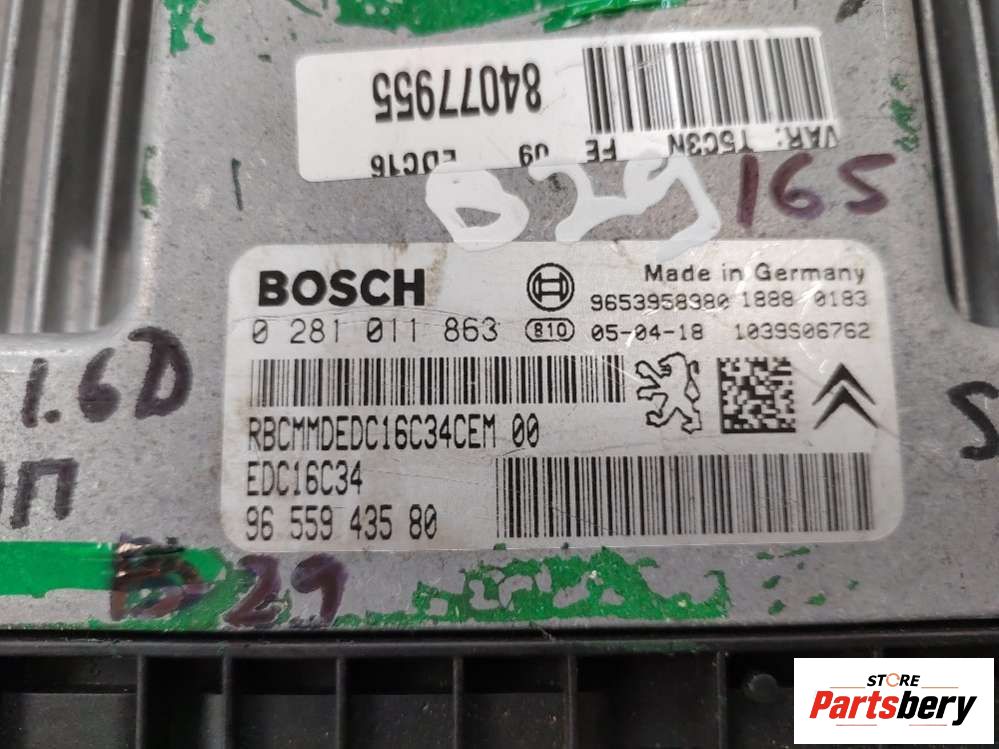 84077955
VAR: T5C3N FE 09 EDC16
B29 165
BOSCH
Made in Germany
9653958980 1888 0183
0 281 011 863 810 05-04-18 1039S06762
RBCMMDEDC16C34CEM 00
EDC16C34
96 559 435 80
1.6D
B29
STORE
Partsbery